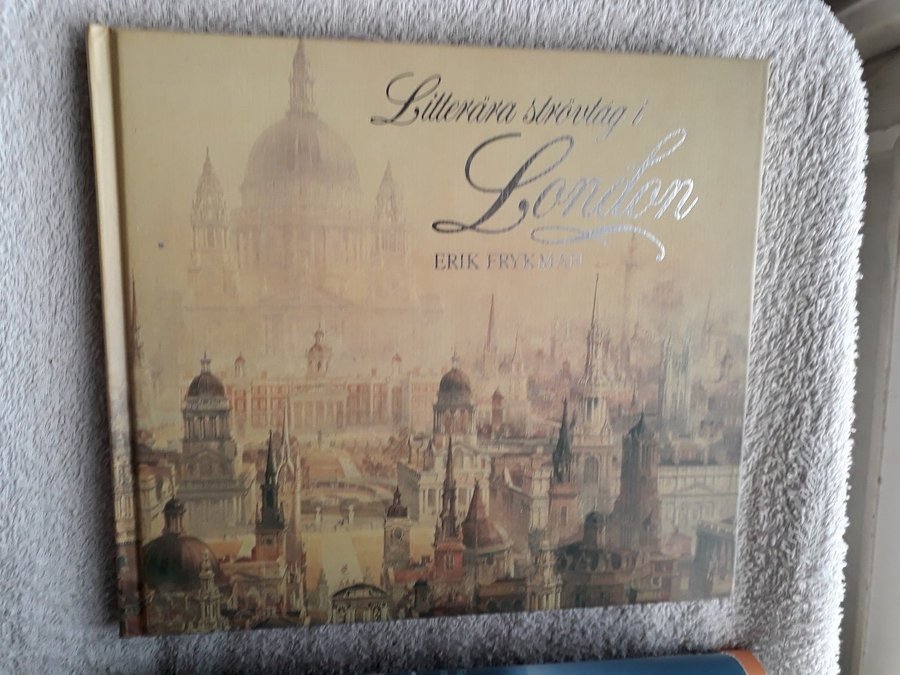 Litterära strövtåg i
London
ERIK FRYKMAN